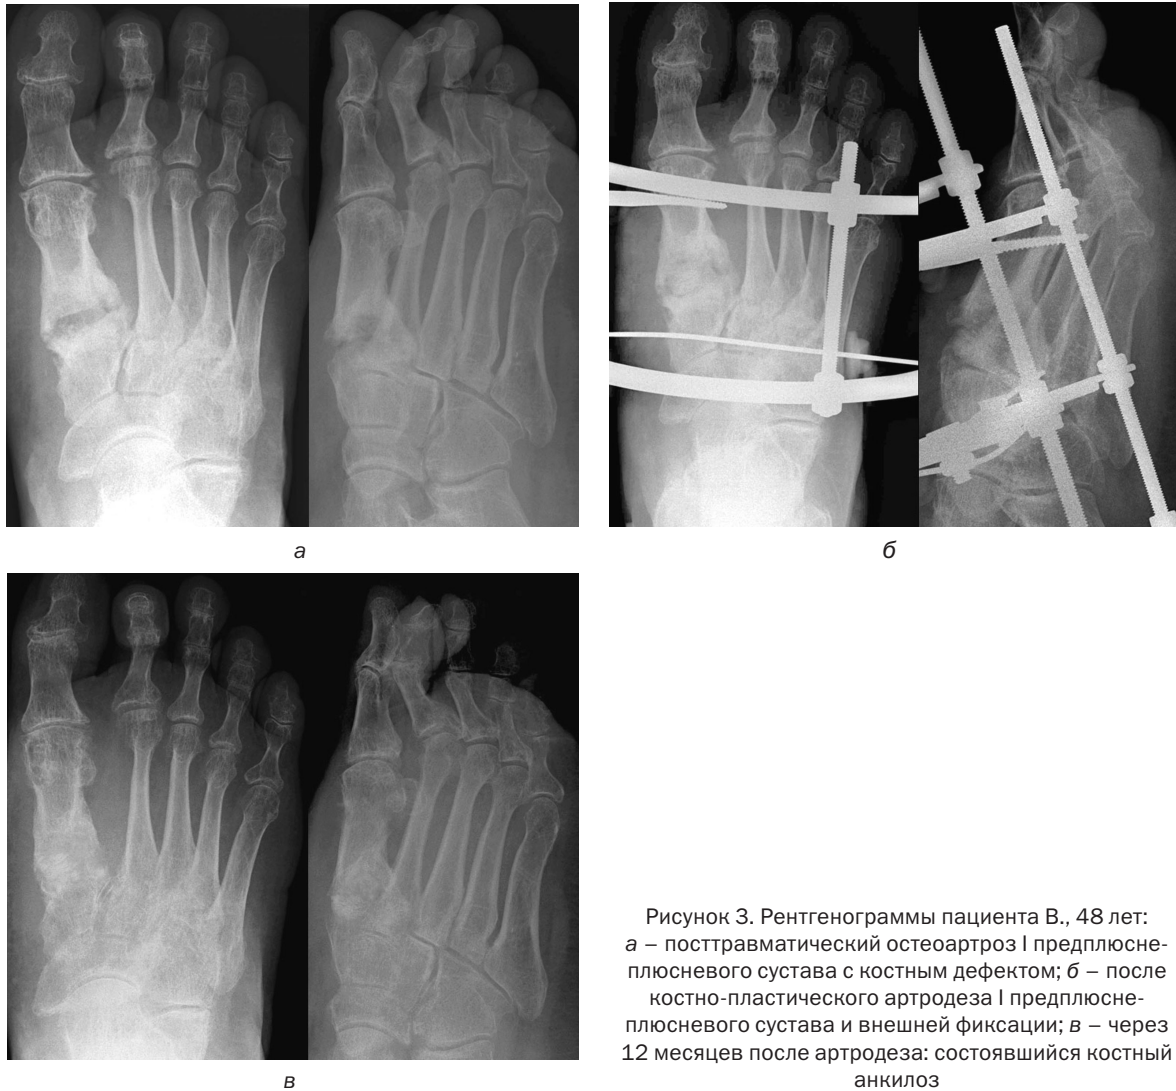 а
б
в
Рисунок 3. Рентгенограммы пациента В., 48 лет:
а – посттравматический остеоартроз I предплюсне-
плюсневого сустава с костным дефектом; б – после
костно-пластического артродеза I предплюсне-
плюсневого сустава и внешней фиксации; в – через
12 месяцев после артродеза: состоявшийся костный
анкилоз